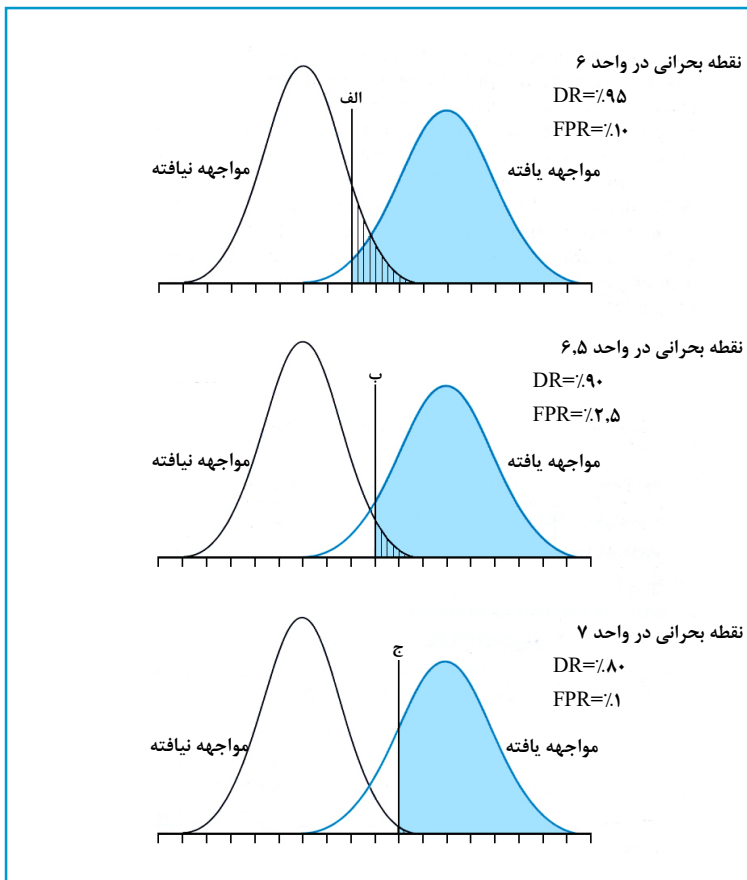 نقطه بحرانی در واحد ۶
DR=٪۹۵
FPR=٪۱۰
الف
مواجهه نیافته
مواجهه یافته
نقطه بحرانی در واحد ۶,۵
DR=٪۹۰
FPR=٪۲,۵
ب
مواجهه نیافته
مواجهه یافته
نقطه بحرانی در واحد ۷
DR=٪۸۰
FPR=٪۱
ج
مواجهه نیافته
مواجهه یافته